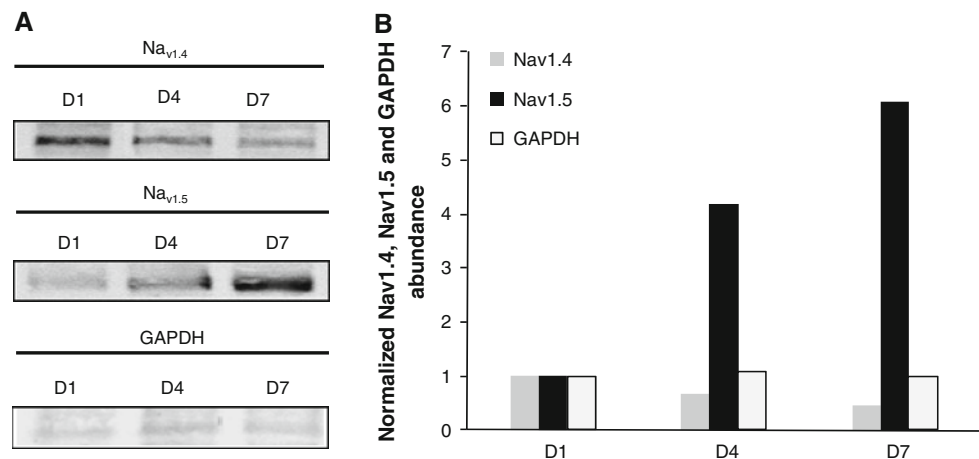 A
Nav1.4
D1 D4 D7
Nav1.5
D1 D4 D7
GAPDH
D1 D4 D7
B
Normalized Nav1.4, Nav1.5 and GAPDH
abundance
7
6
5
4
3
2
1
0
Nav1.4
Nav1.5
GAPDH
D1 D4 D7